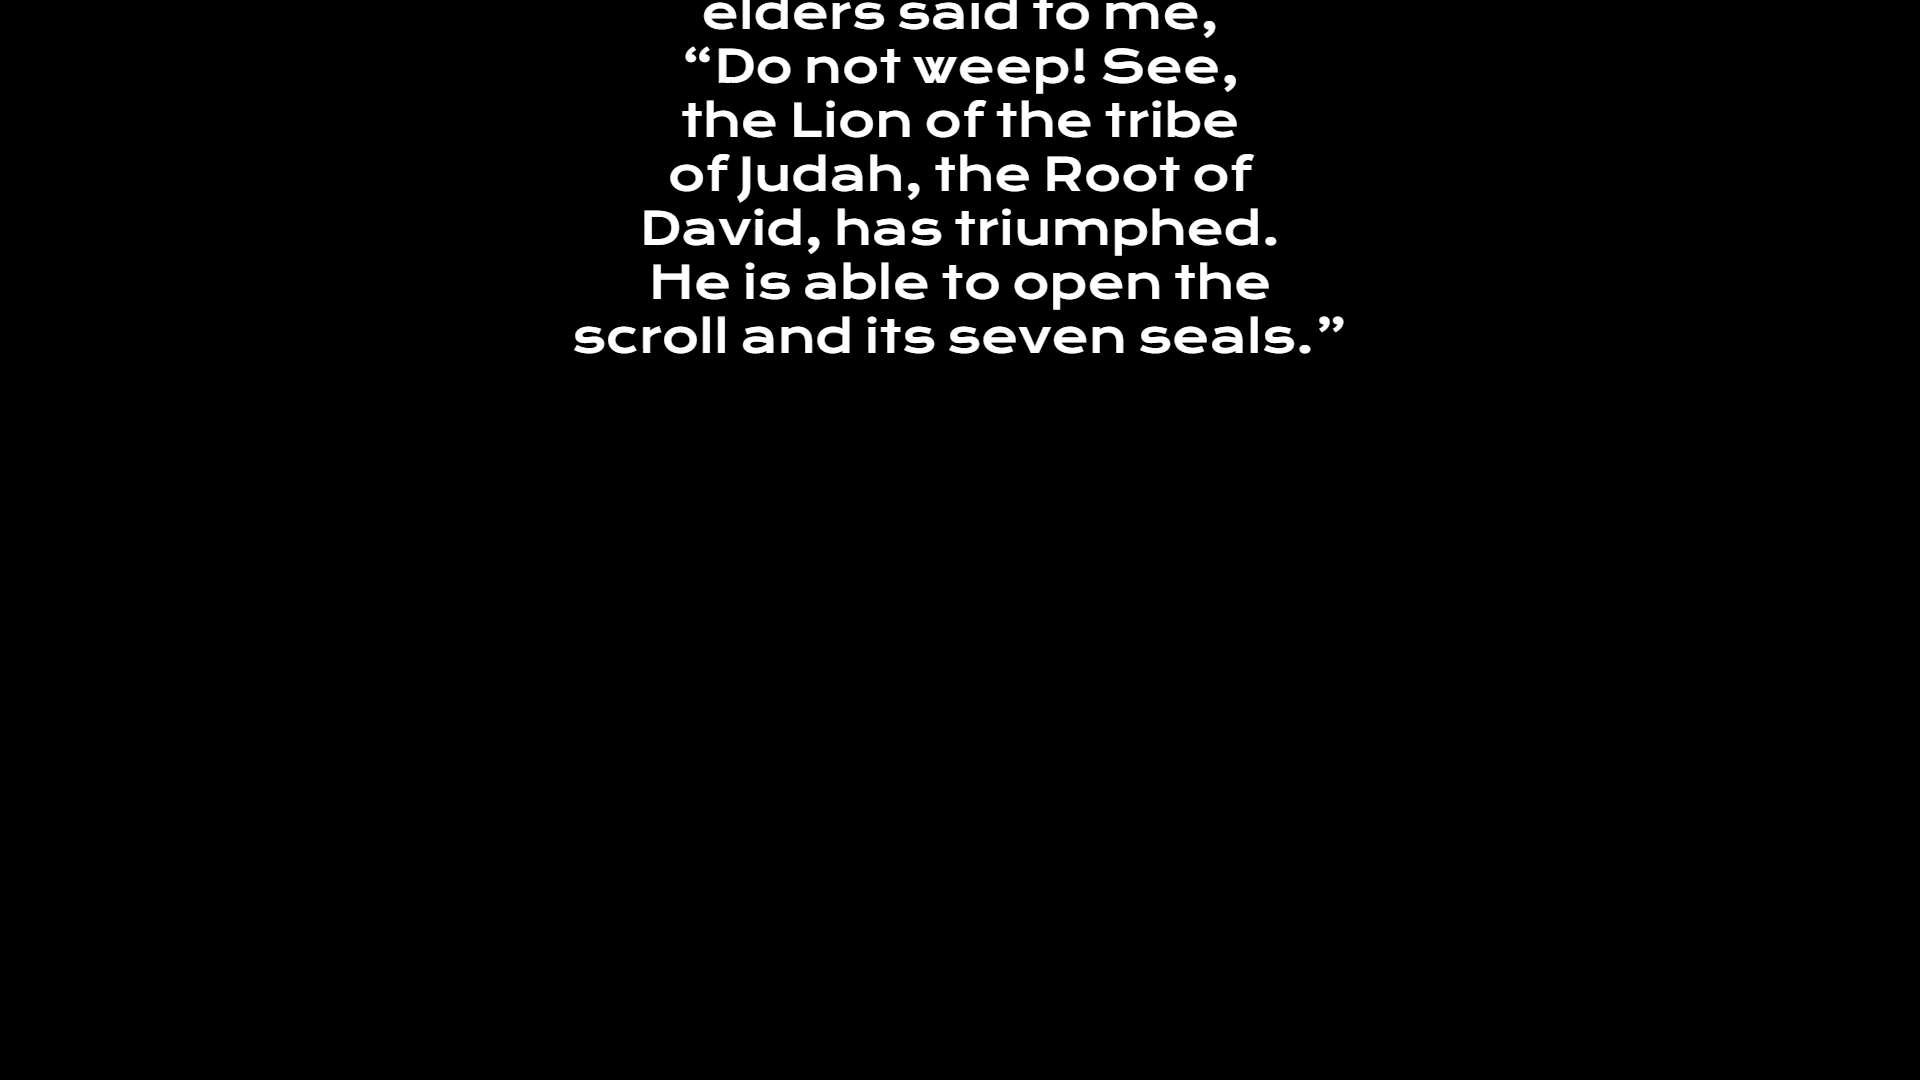 elders said to me,
“Do not weep! See,
the Lion of the tribe
of Judah, the Root of
David, has triumphed.
He is able to open the
scroll and its seven seals.”